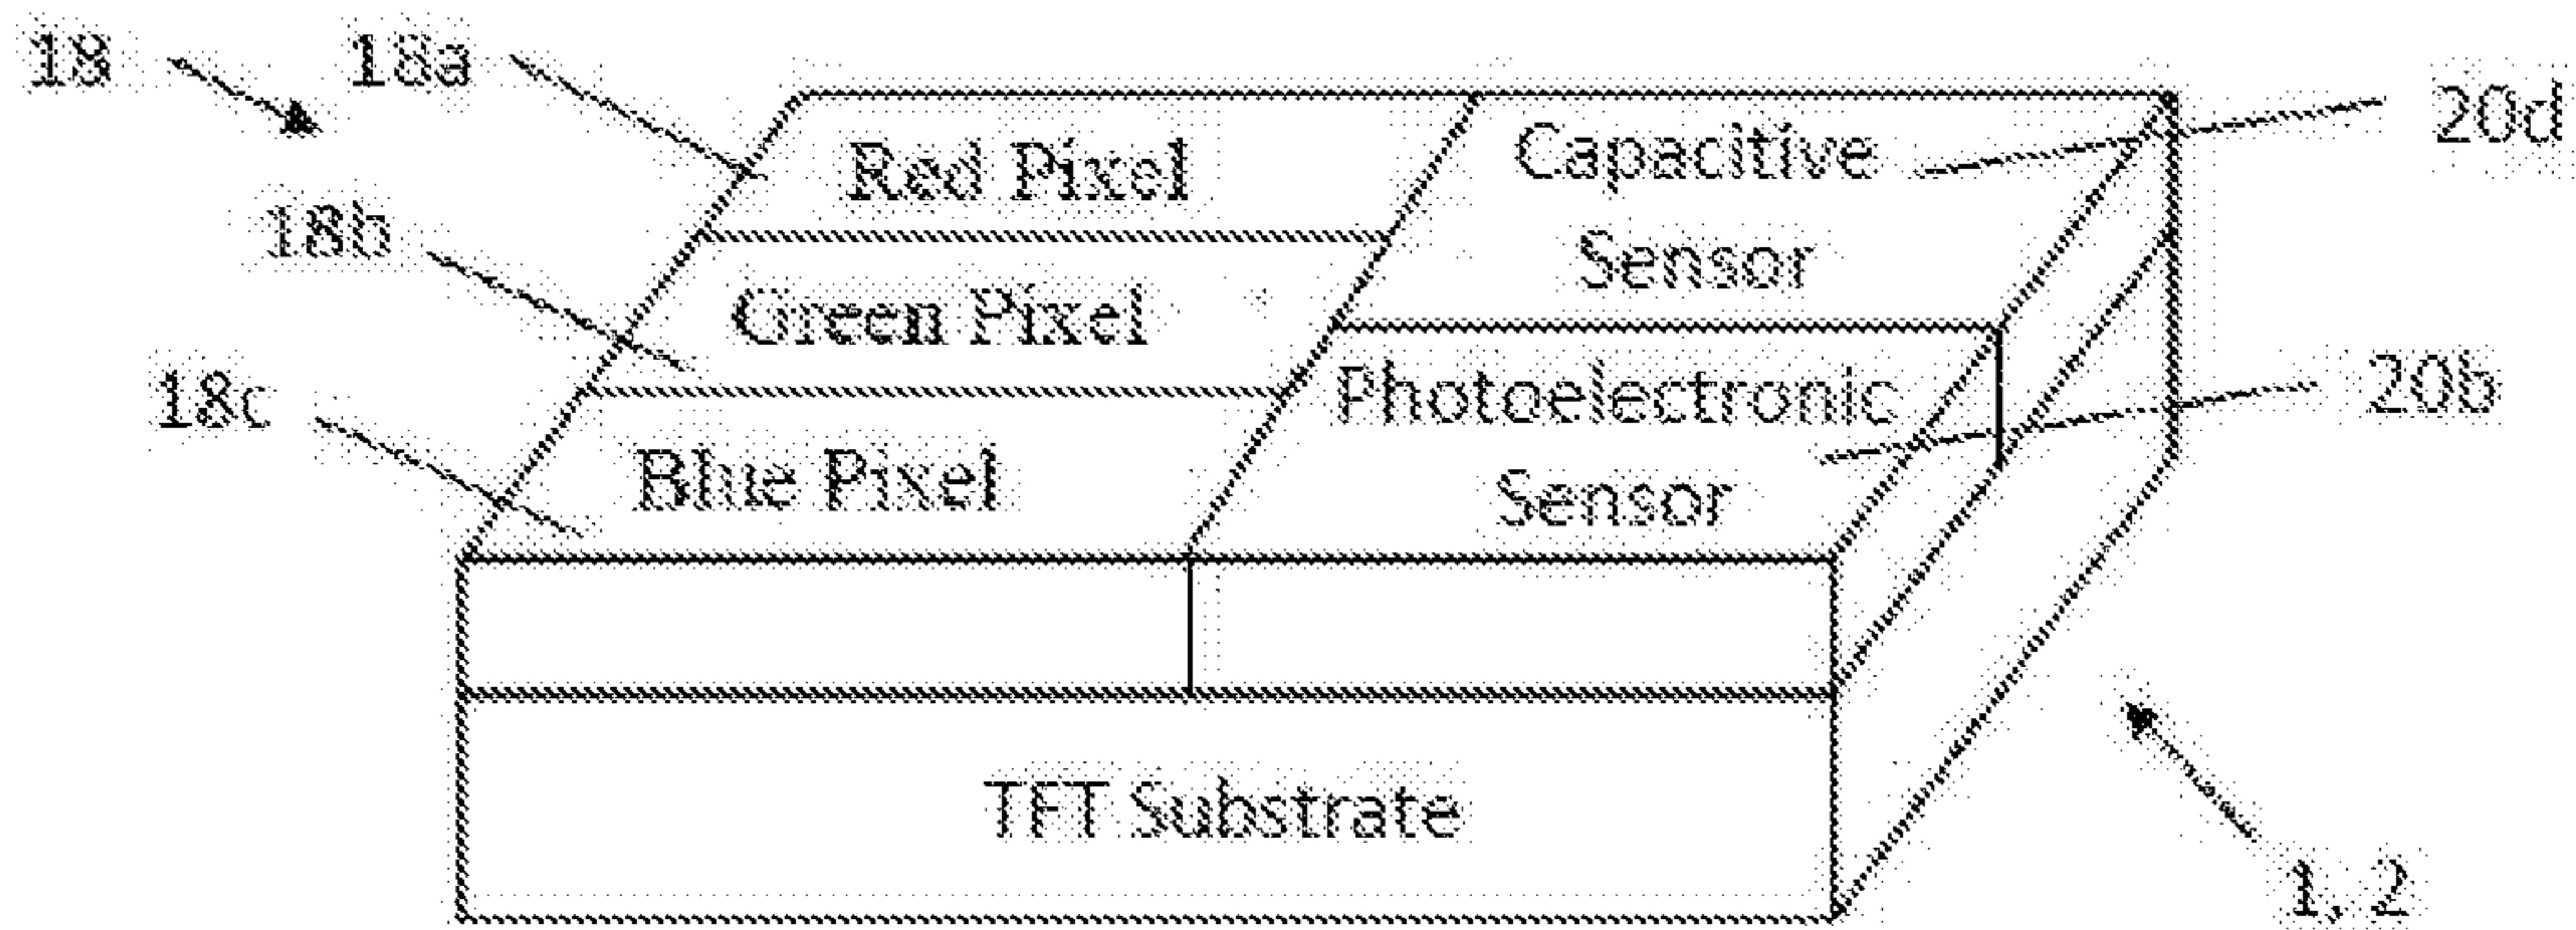 18
18a
Red Pixel
Capacitive
Sensor
20d
18b
Green Pixel
18c
Blue Pixel
Photoelectronic
Sensor
20b
TFT Substrate
1, 2